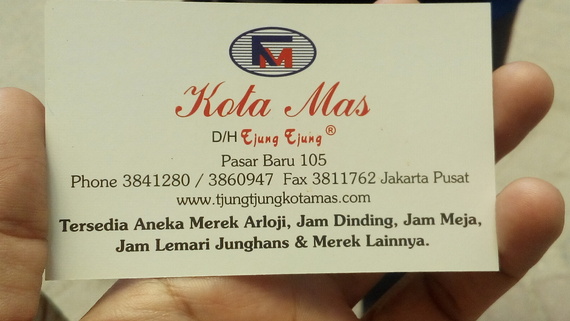 KM
Kota Mas
D/H Tjung Tjung®
Pasar Baru 105
Phone 3841280 / 3860947 Fax 3811762 Jakarta Pusat
www.tjungtjungkotamas.com
Tersedia Aneka Merek Arloji, Jam Dinding, Jam Meja,
Jam Lemari Junghans & Merek Lainnya.